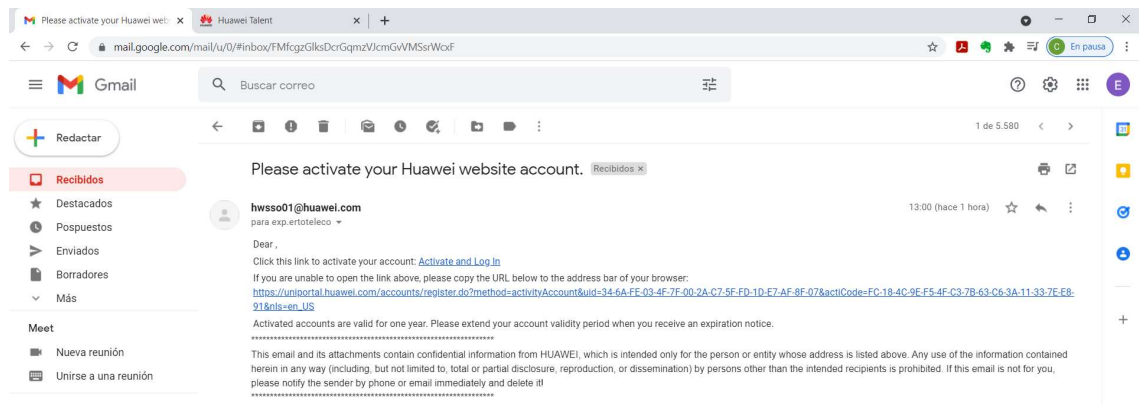 Please activate your Huawei web
Huawei Talent
mail.google.com/mail/u/0/#inbox/FMfcgzGlksDcrGqmzVJcmGvVMSsrWcxF
C
En pausa
Gmail
Buscar correo
E
Redactar
1 de 5.580
31
Recibidos
Destacados
Pospuestos
Enviados
Borradores
Más
Meet
Nueva reunión
Unirse a una reunión
Please activate your Huawei website account. Recibidos x
hwsso01@huawei.com
13:00 (hace 1 hora)
para exp.ertoteleco
Dear ,
Click this link to activate your account: Activate and Log In
If you are unable to open the link above, please copy the URL below to the address bar of your browser:
https://uniportal.huawei.com/accounts/register.do?method=activityAccount&uid=34-6A-FE-03-4F-7F-00-2A-C7-5F-FD-1D-E7-AF-8F-07&actiCode=FC-18-4C-9E-F5-4F-C3-7B-63-C6-3A-11-33-7E-E8-
91&nls=en_US
Activated accounts are valid for one year. Please extend your account validity period when you receive an expiration notice.
This email and its attachments contain confidential information from HUAWEI, which is intended only for the person or entity whose address is listed above. Any use of the information contained
herein in any way (including, but not limited to, total or partial disclosure, reproduction, or dissemination) by persons other than the intended recipients is prohibited. If this email is not for you,
please notify the sender by phone or email immediately and delete it!